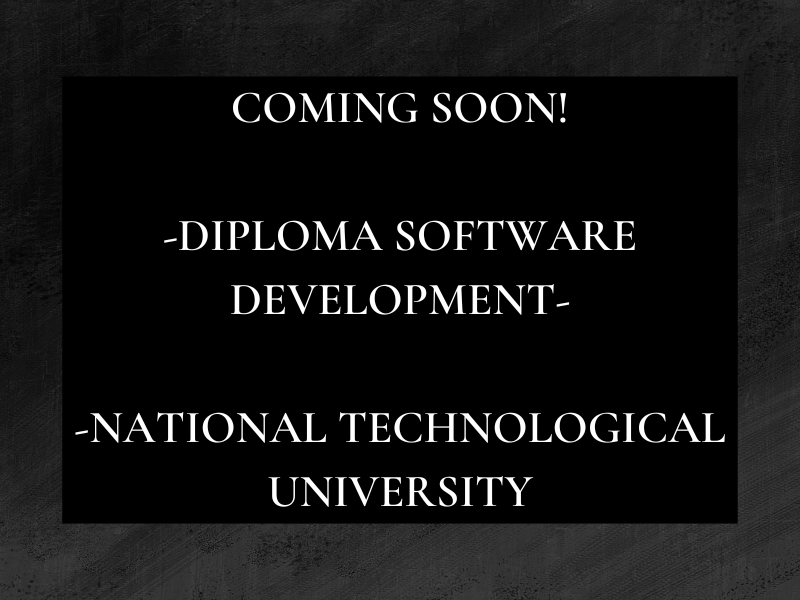 COMING SOON!
-DIPLOMA SOFTWARE
DEVELOPMENT-
-NATIONAL TECHNOLOGICAL
UNIVERSITY